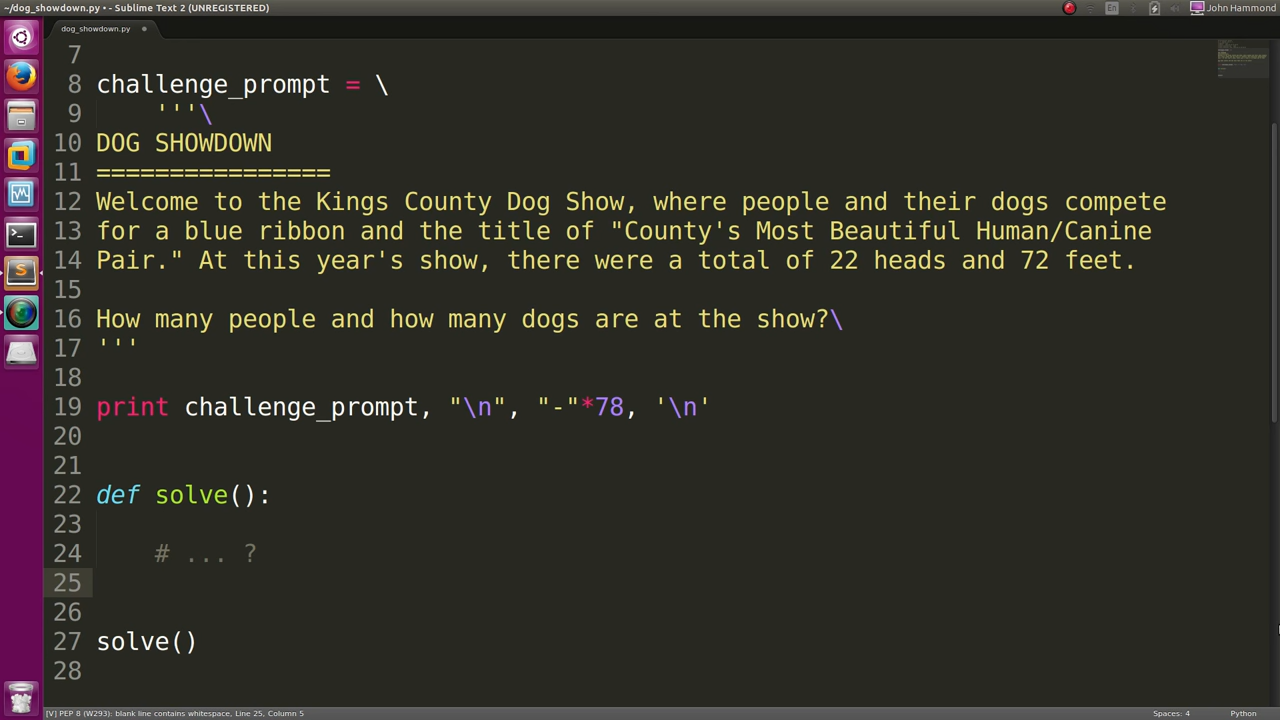 ~/dog_showdown.py • - Sublime Text 2 (UNREGISTERED)
En
John Hammond
dog_showdown.py
7
8 challenge_prompt = \
9 '''\
10 DOG SHOWDOWN
11 ================
12 Welcome to the Kings County Dog Show, where people and their dogs compete
13 for a blue ribbon and the title of "County's Most Beautiful Human/Canine
14 Pair." At this year's show, there were a total of 22 heads and 72 feet.
15
16 How many people and how many dogs are at the show?\
17 '''
18
19 print challenge_prompt, "\n", "-"*78, '\n'
20
21
22 def solve():
23
24 # ... ?
25
26
27 solve()
28
[V] PEP 8 (W293): blank line contains whitespace, Line 25, Column 5
Spaces: 4
Python